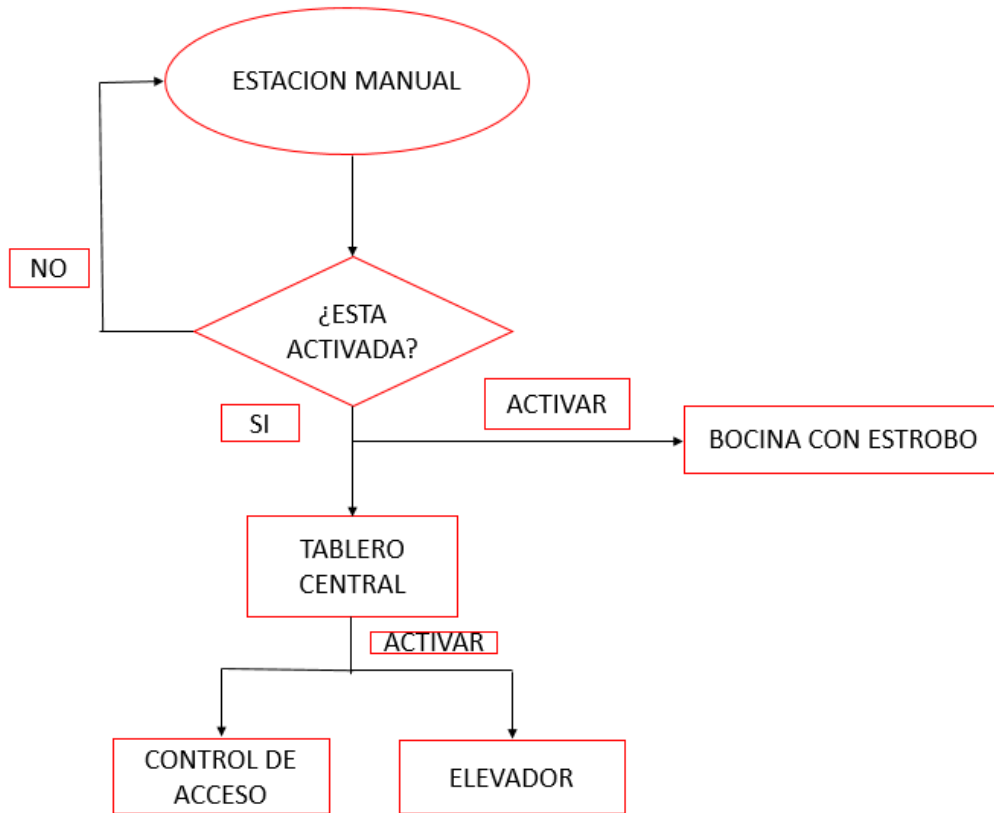 ESTACION MANUAL
NO
¿ESTA
ACTIVADA?
SI
ACTIVAR
BOCINA CON ESTROBO
TABLERO
CENTRAL
ACTIVAR
CONTROL DE
ACCESO
ELEVADOR